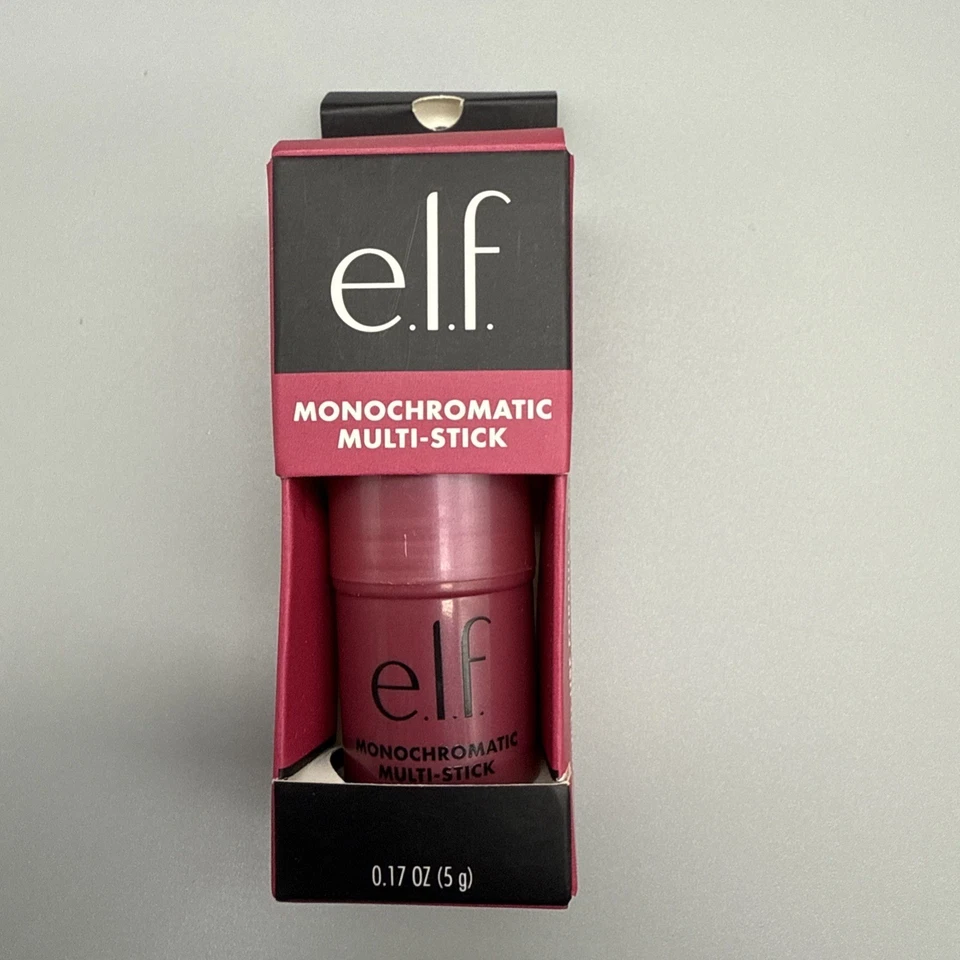 e.l.f.
MONOCHROMATIC
MULTI-STICK
e.l.f.
MONOCHROMATIC
MULTI-STICK
0.17 OZ (5 g)